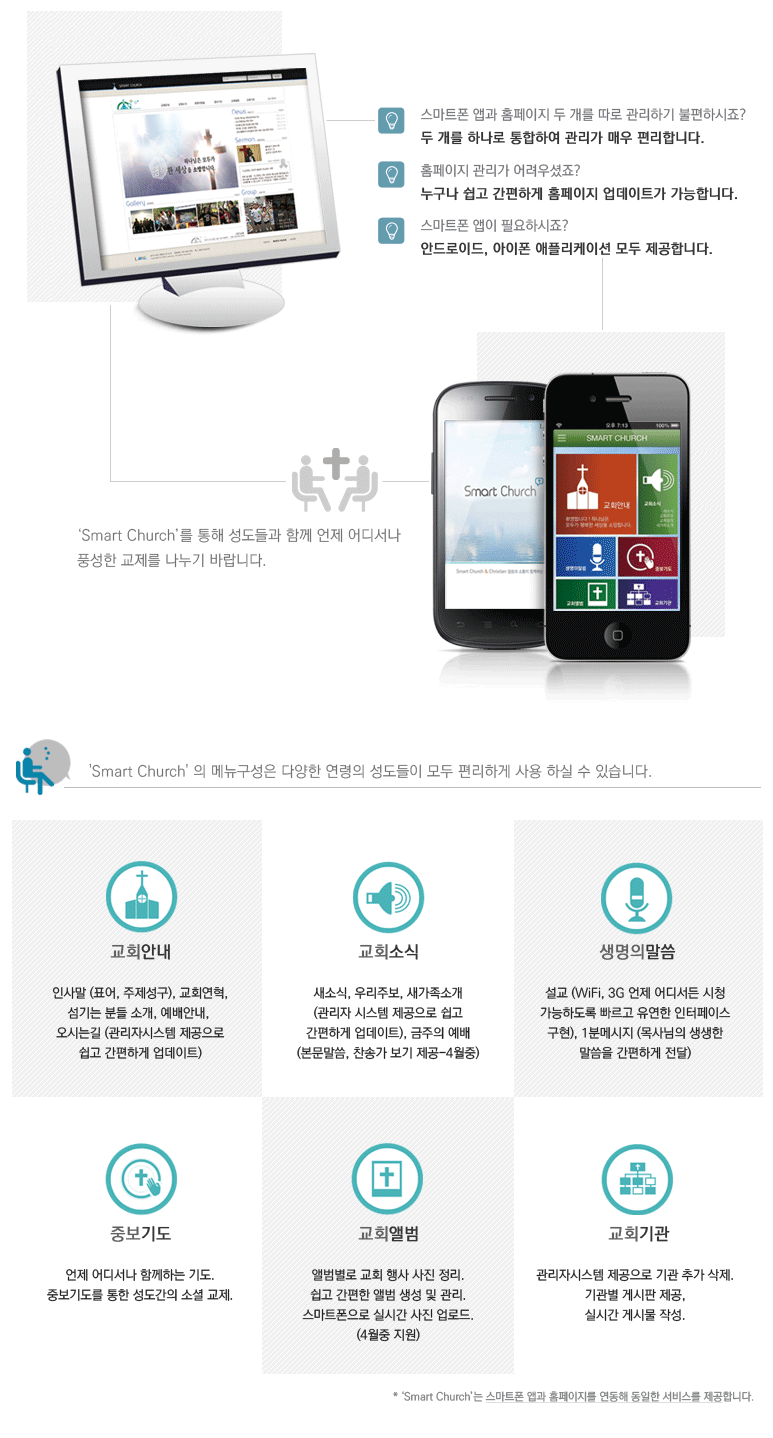 SMART CHURCH
News
하나님은 모두가
한 세상을 소망합니다.
Sermon
Gallery
Group
스마트폰 앱과 홈페이지 두 개를 따로 관리하기 불편하시죠?
두 개를 하나로 통합하여 관리가 매우 편리합니다.
홈페이지 관리가 어려우셨죠?
누구나 쉽고 간편하게 홈페이지 업데이트가 가능합니다.
스마트폰 앱이 필요하시죠?
안드로이드, 아이폰 애플리케이션 모두 제공합니다.
‘Smart Church’를 통해 성도들과 함께 언제 어디서나
풍성한 교제를 나누기 바랍니다.
Smart Church
오후 7:13
100%
SMART CHURCH
교회안내
교회소식
생명의말씀
중보기도
교회앨범
교회기관
'Smart Church' 의 메뉴구성은 다양한 연령의 성도들이 모두 편리하게 사용 하실 수 있습니다.
교회안내
인사말 (표어, 주제성구), 교회연혁,
섬기는 분들 소개, 예배안내,
오시는길 (관리자시스템 제공으로
쉽고 간편하게 업데이트)
교회소식
새소식, 우리주보, 새가족소개
(관리자 시스템 제공으로 쉽고
간편하게 업데이트), 금주의 예배
(본문말씀, 찬송가 보기 제공-4월중)
생명의말씀
설교 (WiFi, 3G 언제 어디서든 시청
가능하도록 빠르고 유연한 인터페이스
구현), 1분메시지 (목사님의 생생한
말씀을 간편하게 전달)
중보기도
언제 어디서나 함께하는 기도.
중보기도를 통한 성도간의 소셜 교제.
교회앨범
앨범별로 교회 행사 사진 정리.
쉽고 간편한 앨범 생성 및 관리.
스마트폰으로 실시간 사진 업로드.
(4월중 지원)
교회기관
관리자시스템 제공으로 기관 추가 삭제.
기관별 게시판 제공,
실시간 게시물 작성.
* ‘Smart Church’는 스마트폰 앱과 홈페이지를 연동해 동일한 서비스를 제공합니다.